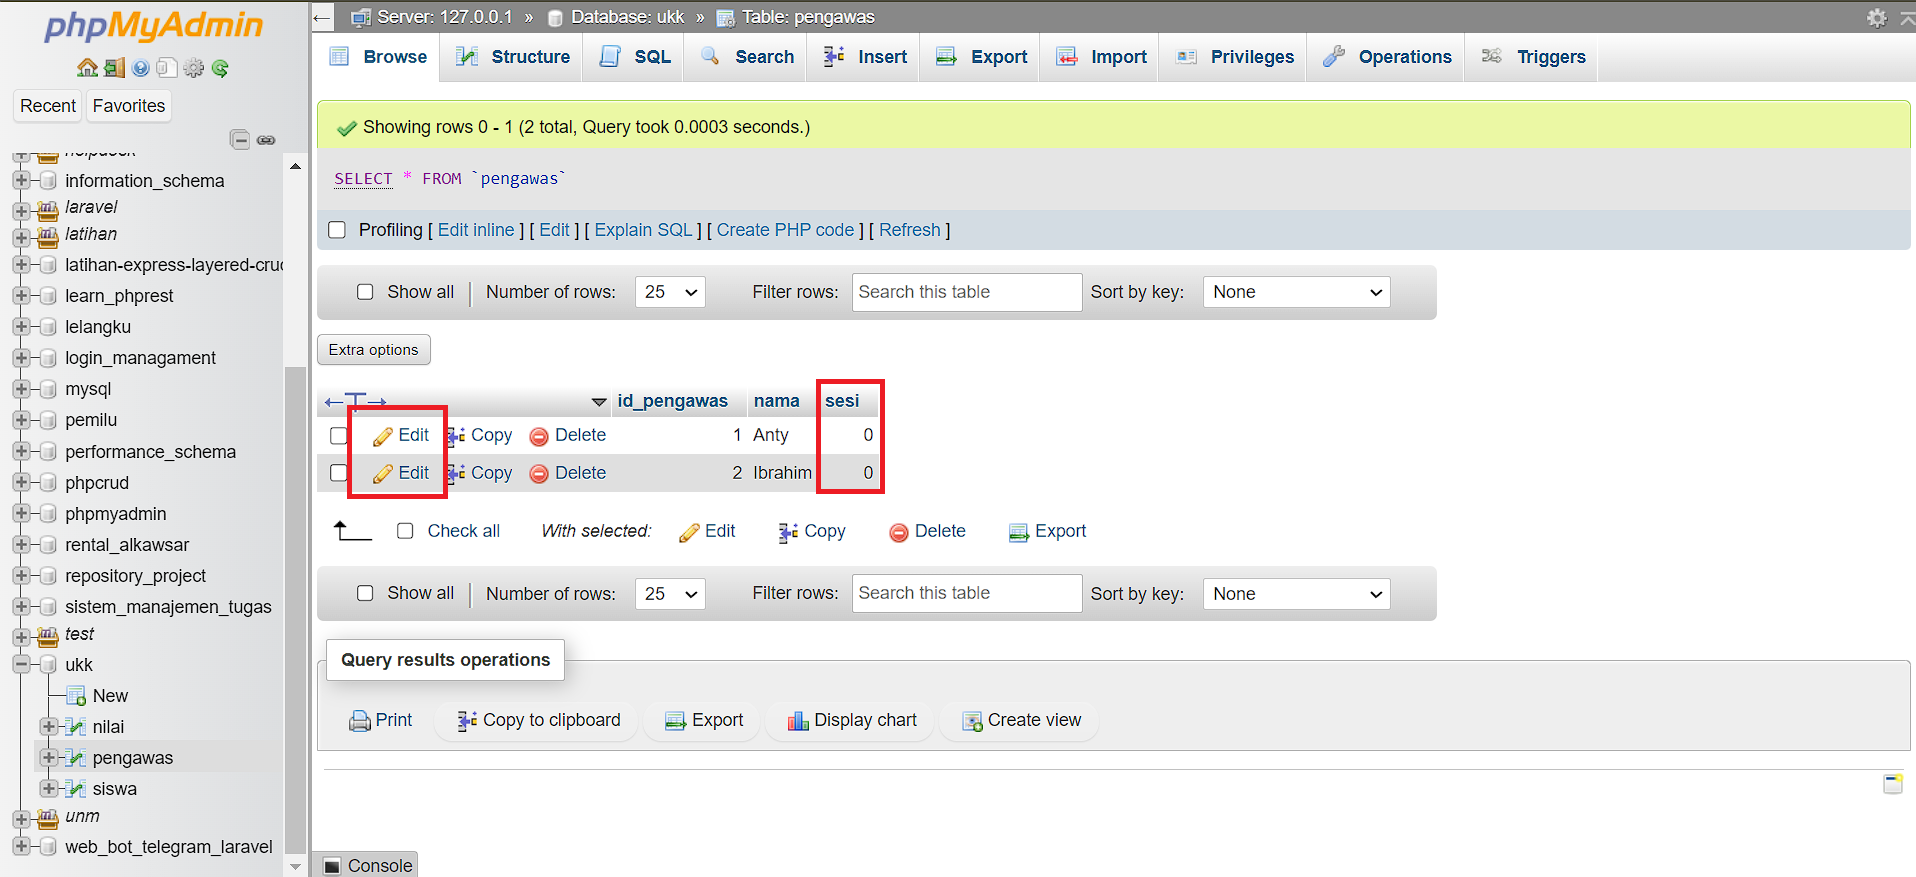 phpMyAdmin
Recent
Favorites
information_schema
laravel
latihan
latihan-express-layered-cruc
learn_phprest
lelangku
login_managament
mysql
pemilu
performance_schema
phpcrud
phpmyadmin
rental_alkawsar
repository_project
sistem_manajemen_tugas
test
ukk
New
nilai
pengawas
siswa
unm
web_bot_telegram_laravel
Server: 127.0.0.1 » Database: ukk » Table: pengawas
Browse Structure SQL Search Insert Export Import Privileges Operations Triggers
Showing rows 0 - 1 (2 total, Query took 0.0003 seconds.)
SELECT * FROM `pengawas`
Profiling [ Edit inline ] [ Edit ] [ Explain SQL ] [ Create PHP code ] [ Refresh ]
Show all | Number of rows: 25 Filter rows: Search this table Sort by key: None
Extra options
id_pengawas nama sesi
Edit Copy Delete 1 Anty 0
Edit Copy Delete 2 Ibrahim 0
Check all With selected: Edit Copy Delete Export
Show all | Number of rows: 25 Filter rows: Search this table Sort by key: None
Query results operations
Print Copy to clipboard Export Display chart Create view
Console